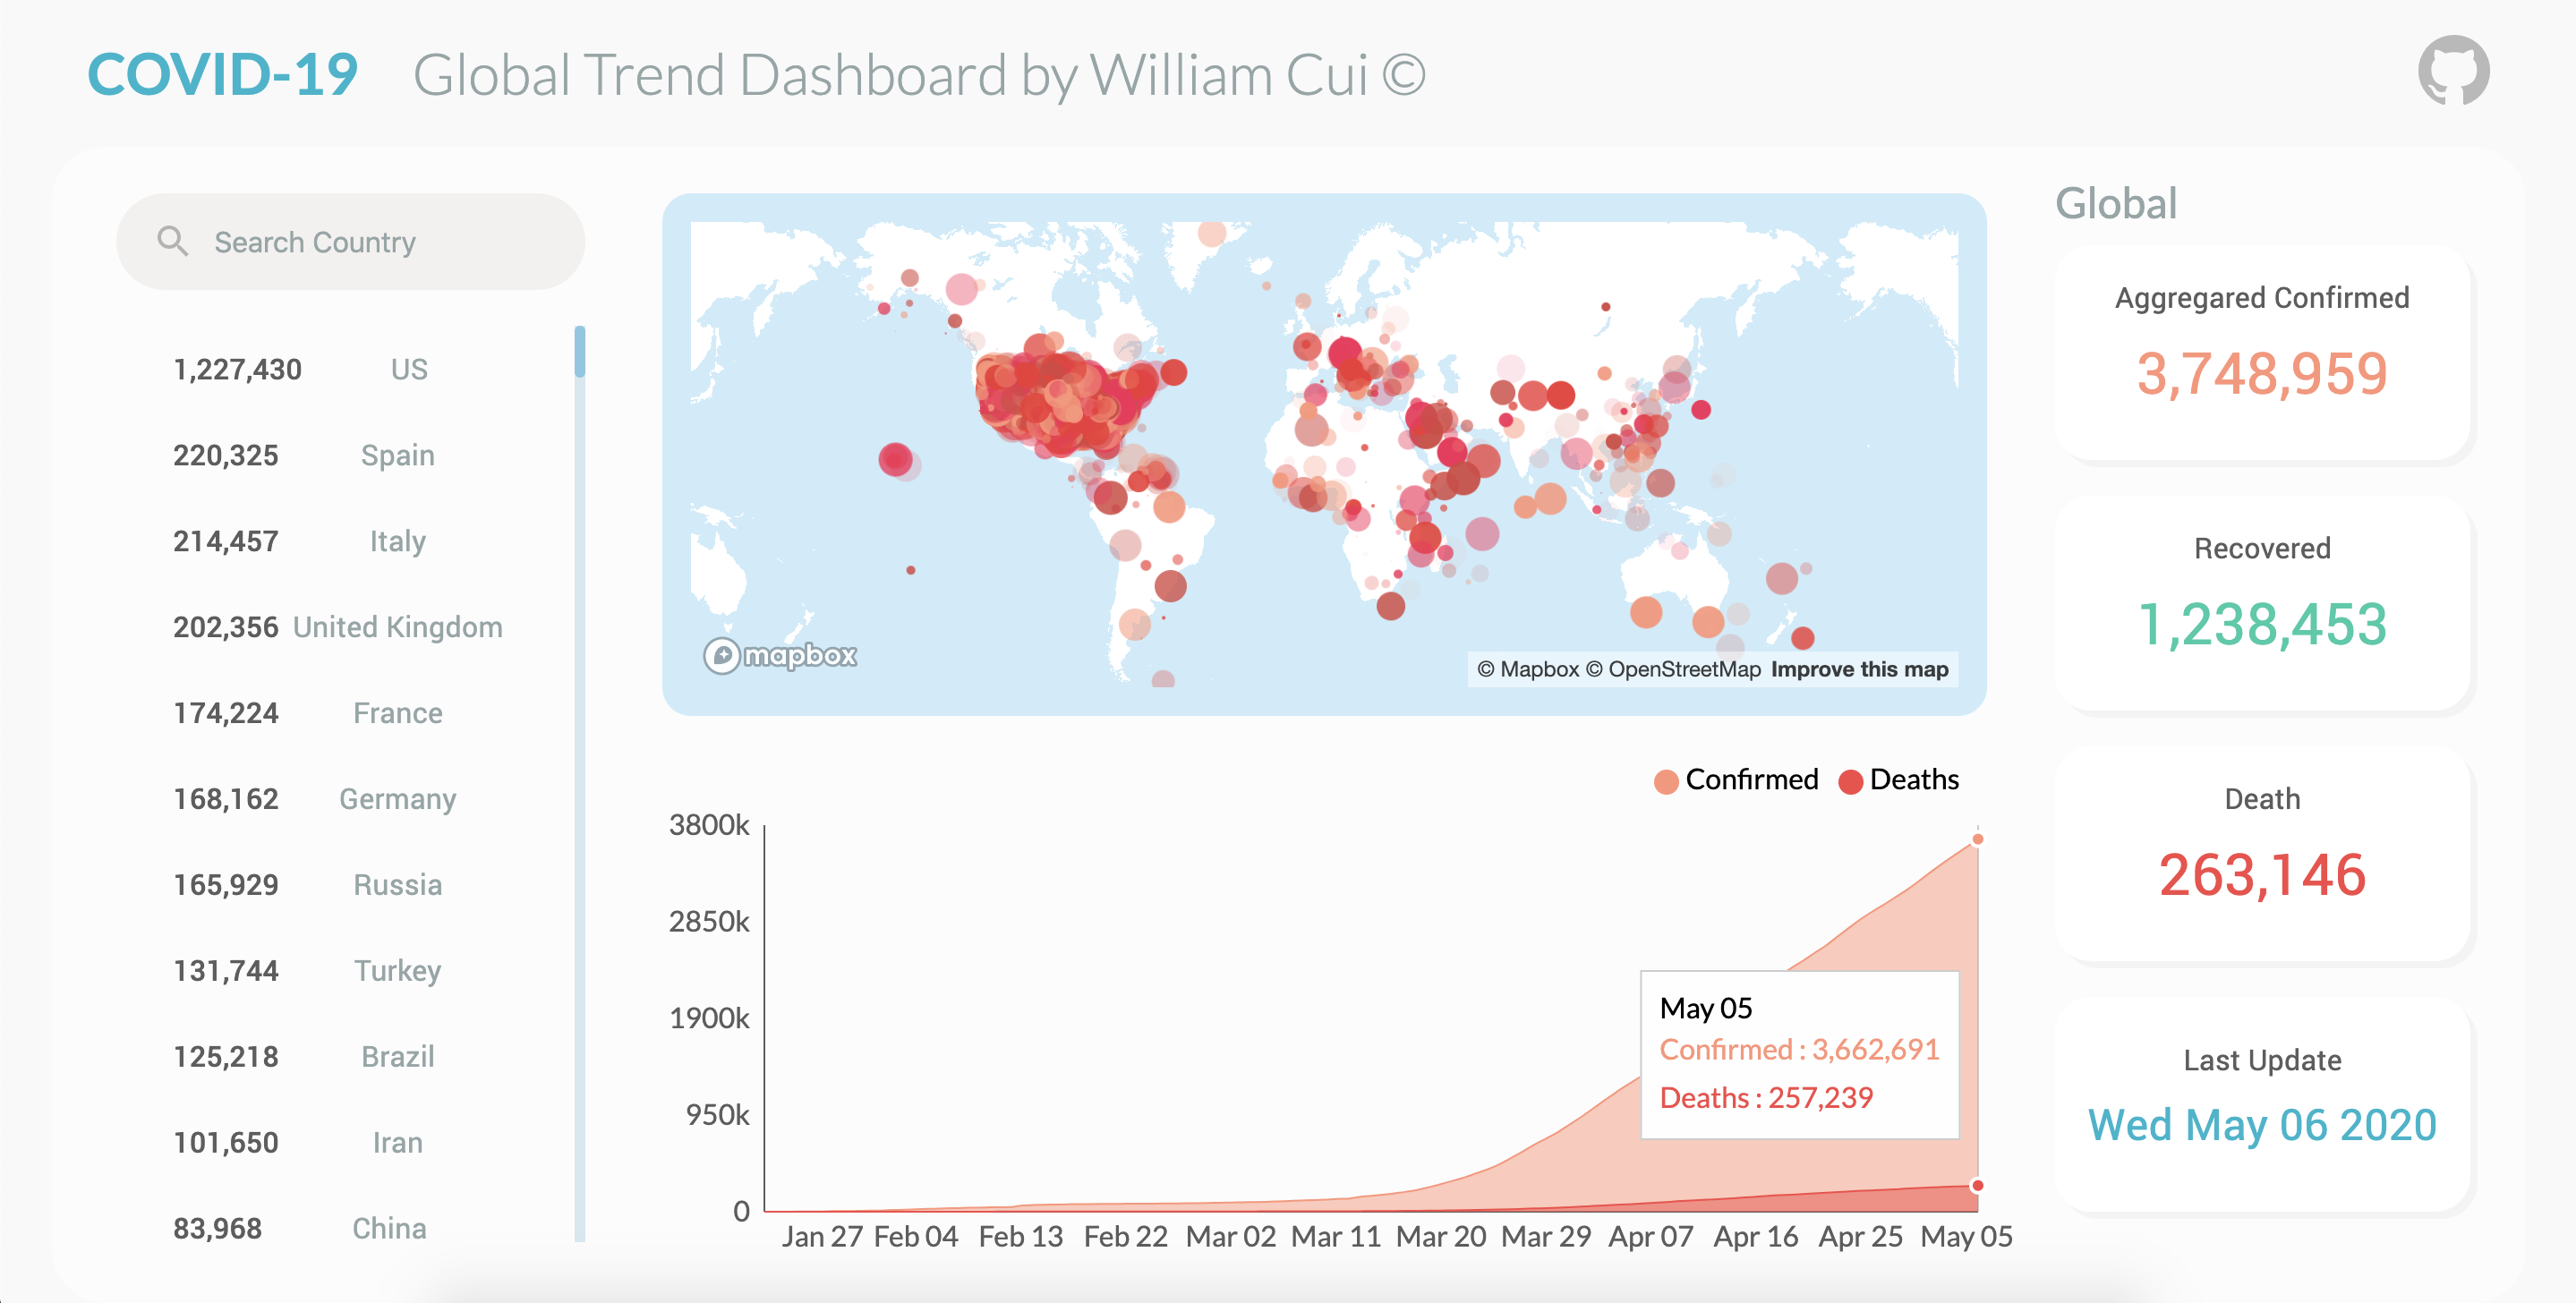 COVID-19 Global Trend Dashboard by William Cui ©
Search Country
1,227,430 US
220,325 Spain
214,457 Italy
202,356 United Kingdom
174,224 France
168,162 Germany
165,929 Russia
131,744 Turkey
125,218 Brazil
101,650 Iran
83,968 China
mapbox
© Mapbox © OpenStreetMap Improve this map
Confirmed Deaths
3800k
2850k
1900k
950k
0
May 05
Confirmed : 3,662,691
Deaths : 257,239
Jan 27 Feb 04 Feb 13 Feb 22 Mar 02 Mar 11 Mar 20 Mar 29 Apr 07 Apr 16 Apr 25 May 05
Global
Aggregared Confirmed
3,748,959
Recovered
1,238,453
Death
263,146
Last Update
Wed May 06 2020